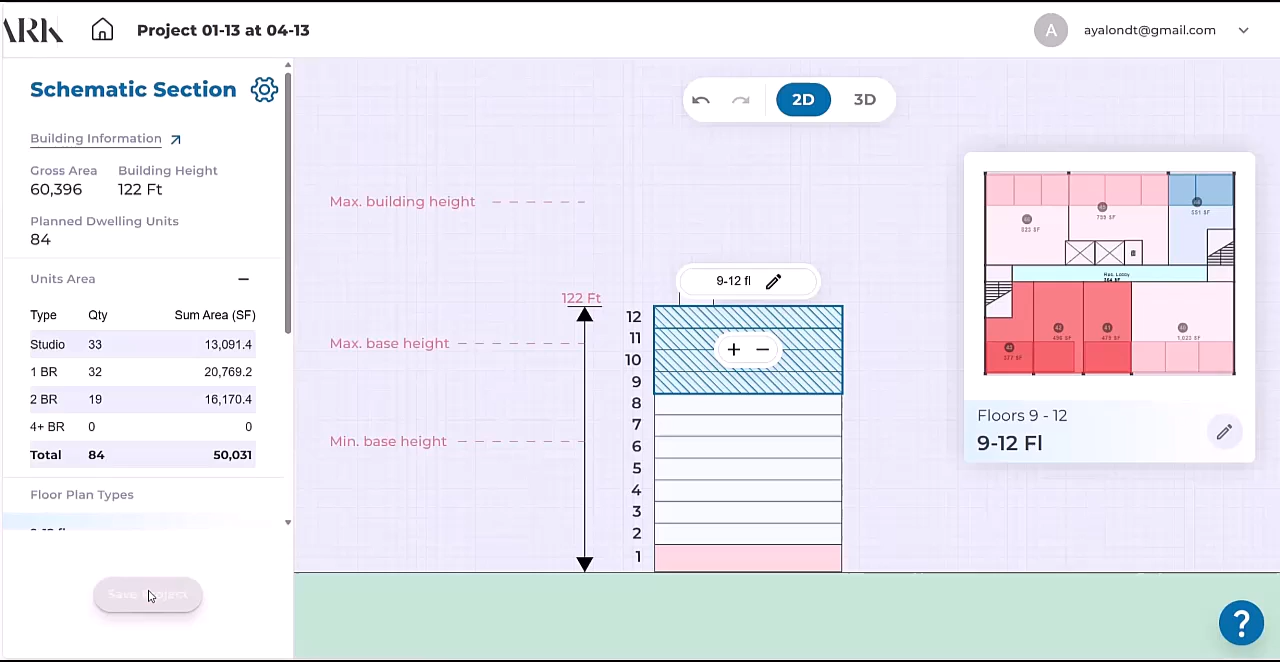 ARK
Project 01-13 at 04-13
A
ayalondt@gmail.com
Schematic Section
Building Information
Gross Area
Building Height
60,396
122 Ft
Planned Dwelling Units
84
Units Area
Type Qty Sum Area (SF)
Studio 33 13,091.4
1 BR 32 20,769.2
2 BR 19 16,170.4
4+ BR 0 0
Total 84 50,031
Floor Plan Types
Save Project
2D
3D
Max. building height
122 Ft
Max. base height
Min. base height
9-12 fl
12
11
10
9
8
7
6
5
4
3
2
1
+ −
Res. Lobby
Floors 9 - 12
9-12 Fl
?